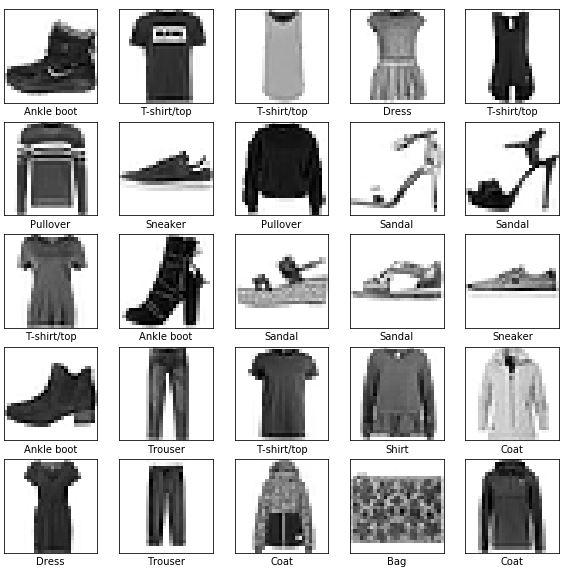 Ankle boot T-shirt/top T-shirt/top Dress T-shirt/top
Pullover Sneaker Pullover Sandal Sandal
T-shirt/top Ankle boot Sandal Sandal Sneaker
Ankle boot Trouser T-shirt/top Shirt Coat
Dress Trouser Coat Bag Coat